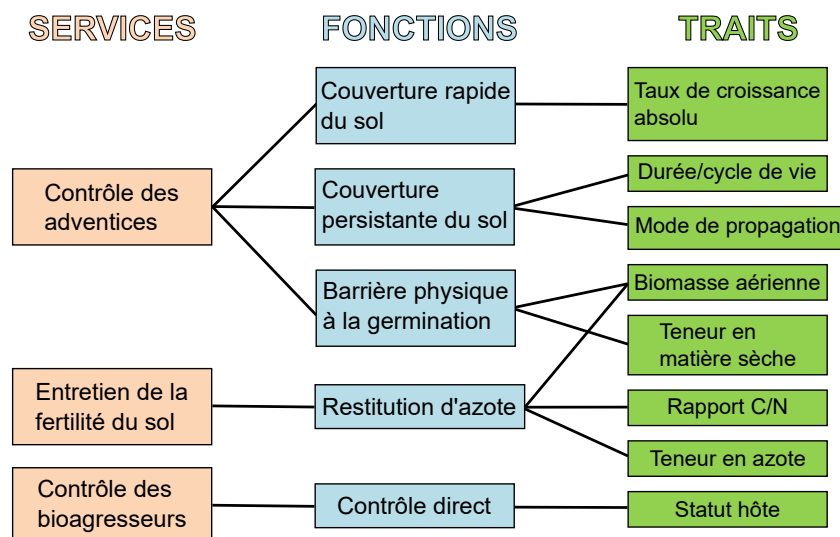 SERVICES
FONCTIONS
TRAITS
Contrôle des
adventices
Entretien de la
fertilité du sol
Contrôle des
bioagresseurs
Couverture rapide
du sol
Couverture
persistante du sol
Barrière physique
à la germination
Restitution d'azote
Contrôle direct
Taux de croissance
absolu
Durée/cycle de vie
Mode de propagation
Biomasse aérienne
Teneur en
matière sèche
Rapport C/N
Teneur en azote
Statut hôte